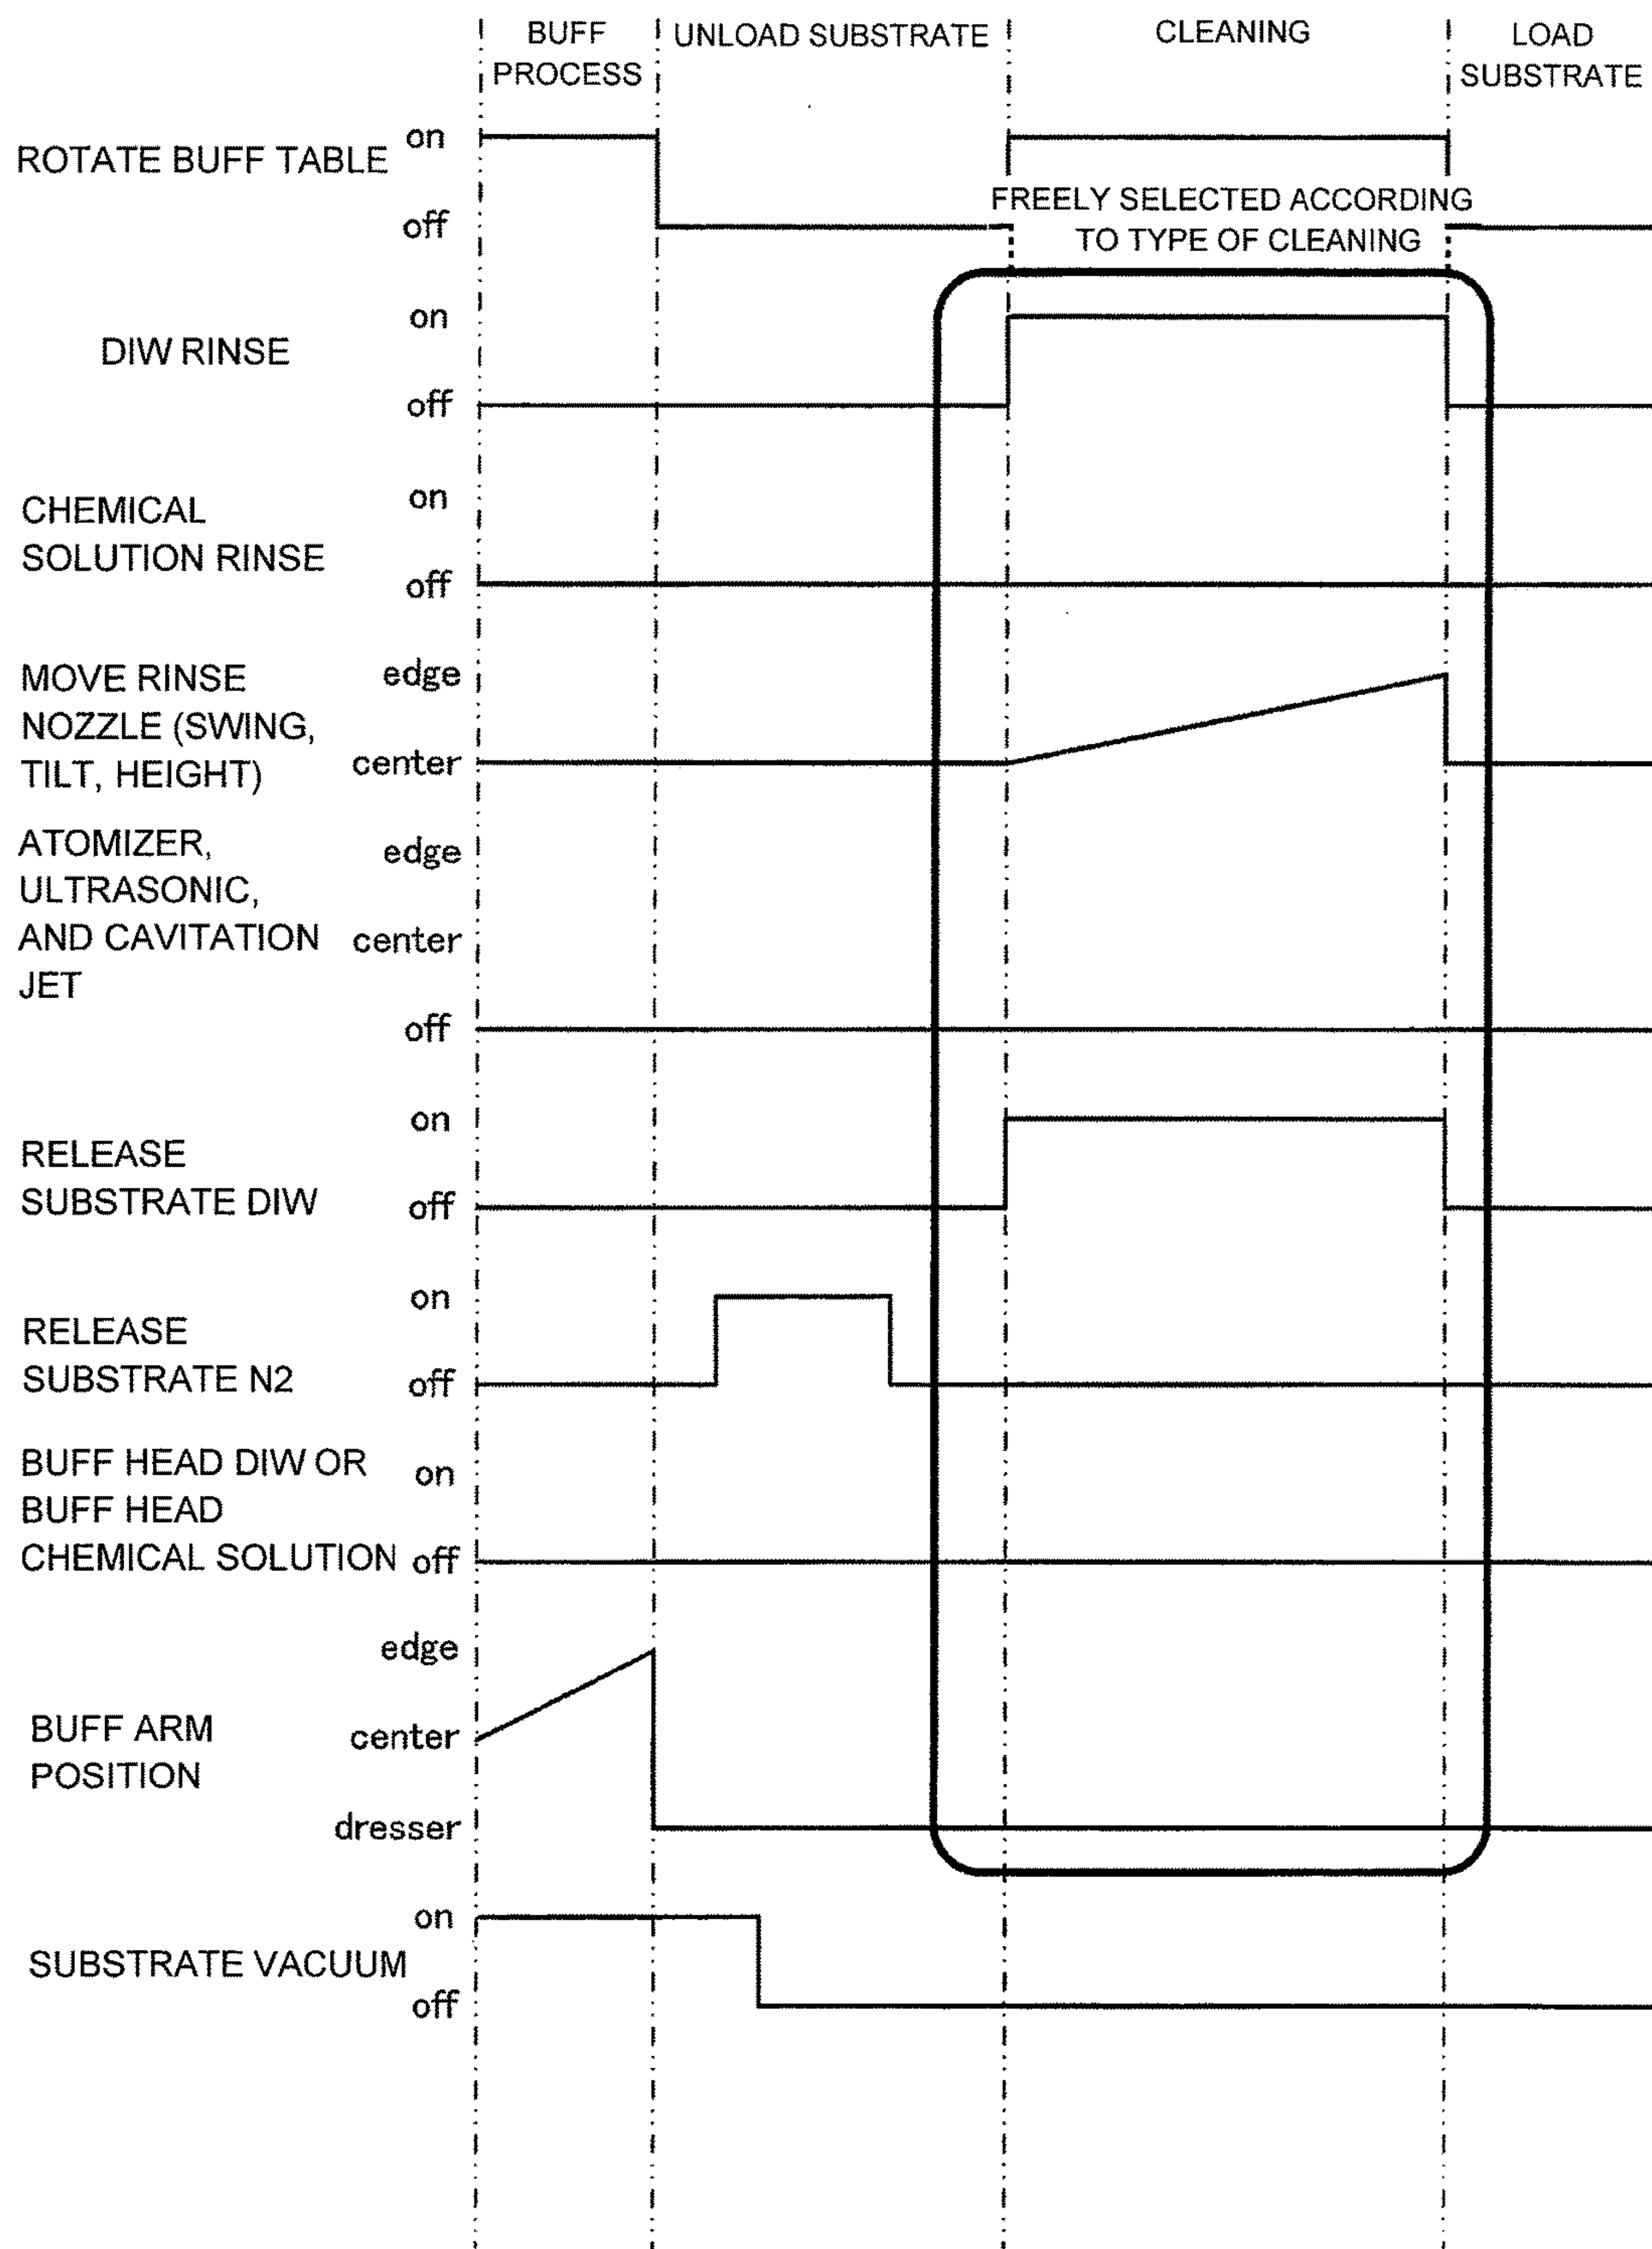 BUFF
PROCESS
UNLOAD SUBSTRATE
CLEANING
LOAD
SUBSTRATE
ROTATE BUFF TABLE
on
off
FREELY SELECTED ACCORDING
TO TYPE OF CLEANING
DIW RINSE
on
off
CHEMICAL
SOLUTION RINSE
on
off
MOVE RINSE
NOZZLE (SWING,
TILT, HEIGHT)
edge
center
ATOMIZER,
ULTRASONIC,
AND CAVITATION
JET
edge
center
off
RELEASE
SUBSTRATE DIW
on
off
RELEASE
SUBSTRATE N2
on
off
BUFF HEAD DIW OR
BUFF HEAD
CHEMICAL SOLUTION
on
off
BUFF ARM
POSITION
edge
center
dresser
SUBSTRATE VACUUM
on
off